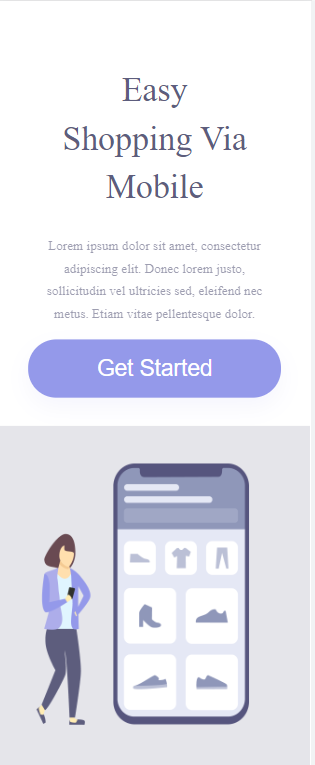 Easy
Shopping Via
Mobile
Lorem ipsum dolor sit amet, consectetur
adipiscing elit. Donec lorem justo,
sollicitudin vel ultricies sed, eleifend nec
metus. Etiam vitae pellentesque dolor.
Get Started